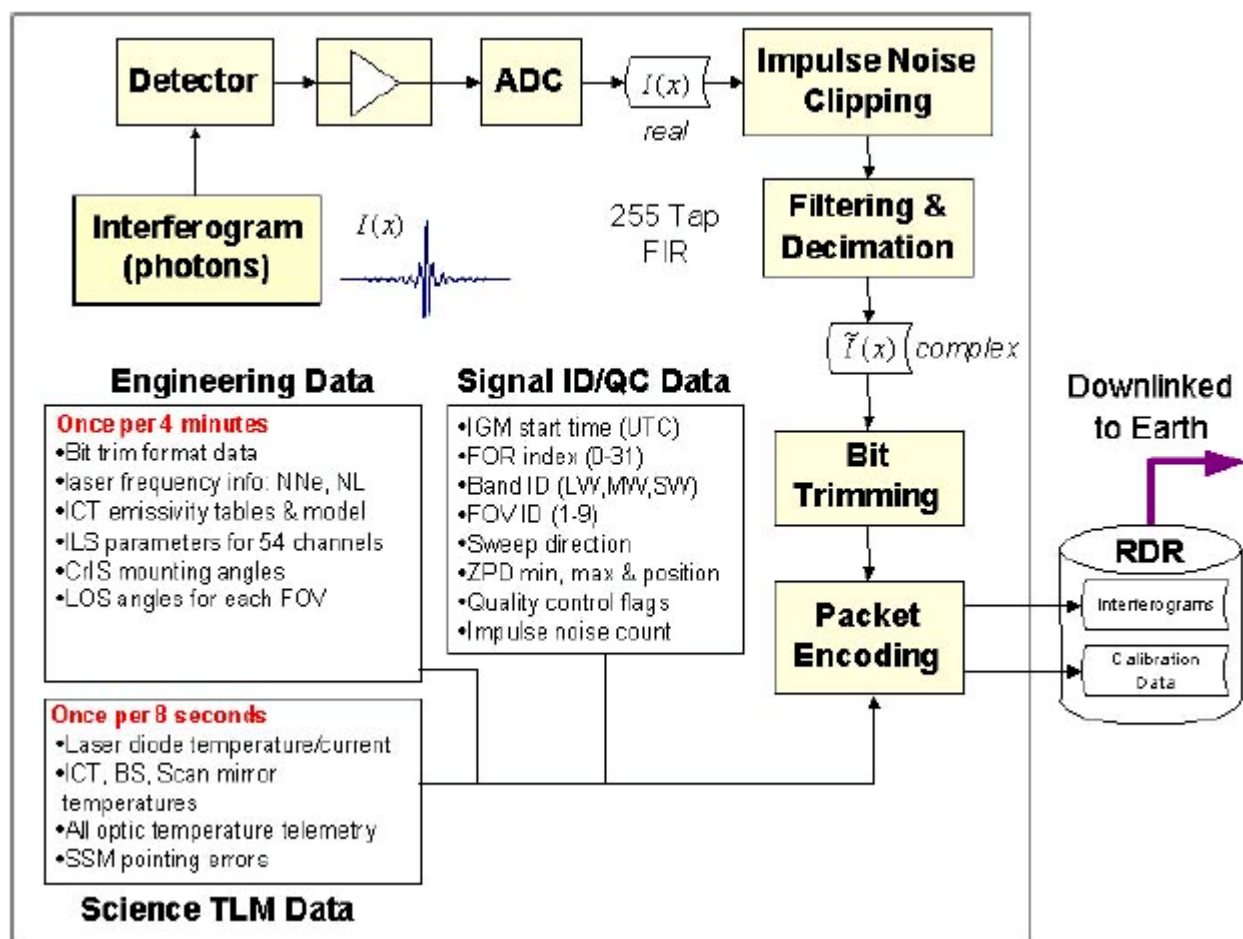 Detector
ADC
I(x)
real
Impulse Noise
Clipping
Interferogram
(photons)
I(x)
255 Tap
FIR
Filtering &
Decimation
Ĩ(x)
complex
Engineering Data
Once per 4 minutes
•Bit trim format data
•laser frequency info: NNe, NL
•ICT emissivity tables & model
•ILS parameters for 54 channels
•CrIS mounting angles
•LOS angles for each FOV
Signal ID/QC Data
•IGM start time (UTC)
•FOR index (0-31)
•Band ID (LW,MW,SW)
•FOV ID (1-9)
•Sweep direction
•ZPD min, max & position
•Quality control flags
•Impulse noise count
Bit
Trimming
Packet
Encoding
Downlinked
to Earth
RDR
Interferograms
Calibration
Data
Once per 8 seconds
•Laser diode temperature/current
•ICT, BS, Scan mirror
temperatures
•All optic temperature telemetry
•SSM pointing errors
Science TLM Data